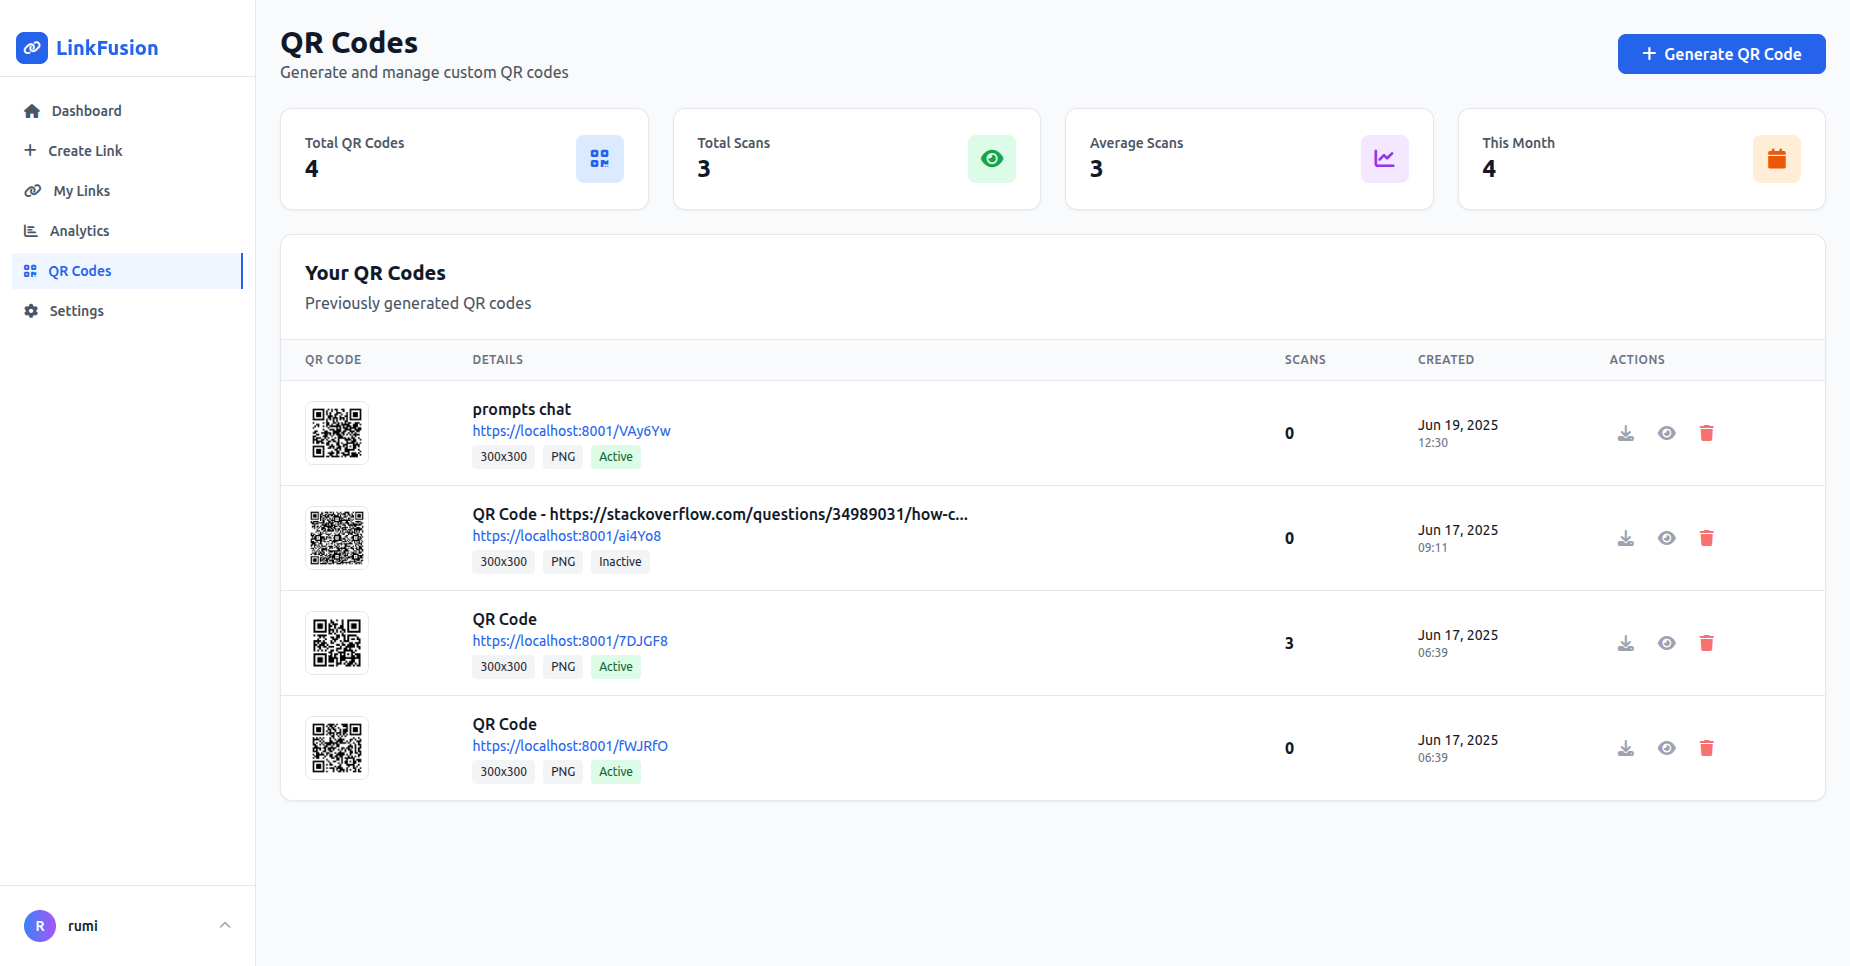 LinkFusion
Dashboard
Create Link
My Links
Analytics
QR Codes
Settings
R rumi
QR Codes
Generate and manage custom QR codes
+ Generate QR Code
Total QR Codes
4
Total Scans
3
Average Scans
3
This Month
4
Your QR Codes
Previously generated QR codes
QR CODE DETAILS SCANS CREATED ACTIONS
prompts chat
https://localhost:8001/VAy6Yw
300x300 PNG Active
0
Jun 19, 2025
12:30
QR Code - https://stackoverflow.com/questions/34989031/how-c...
https://localhost:8001/ai4Yo8
300x300 PNG Inactive
0
Jun 17, 2025
09:11
QR Code
https://localhost:8001/7DJGF8
300x300 PNG Active
3
Jun 17, 2025
06:39
QR Code
https://localhost:8001/fWJRfO
300x300 PNG Active
0
Jun 17, 2025
06:39